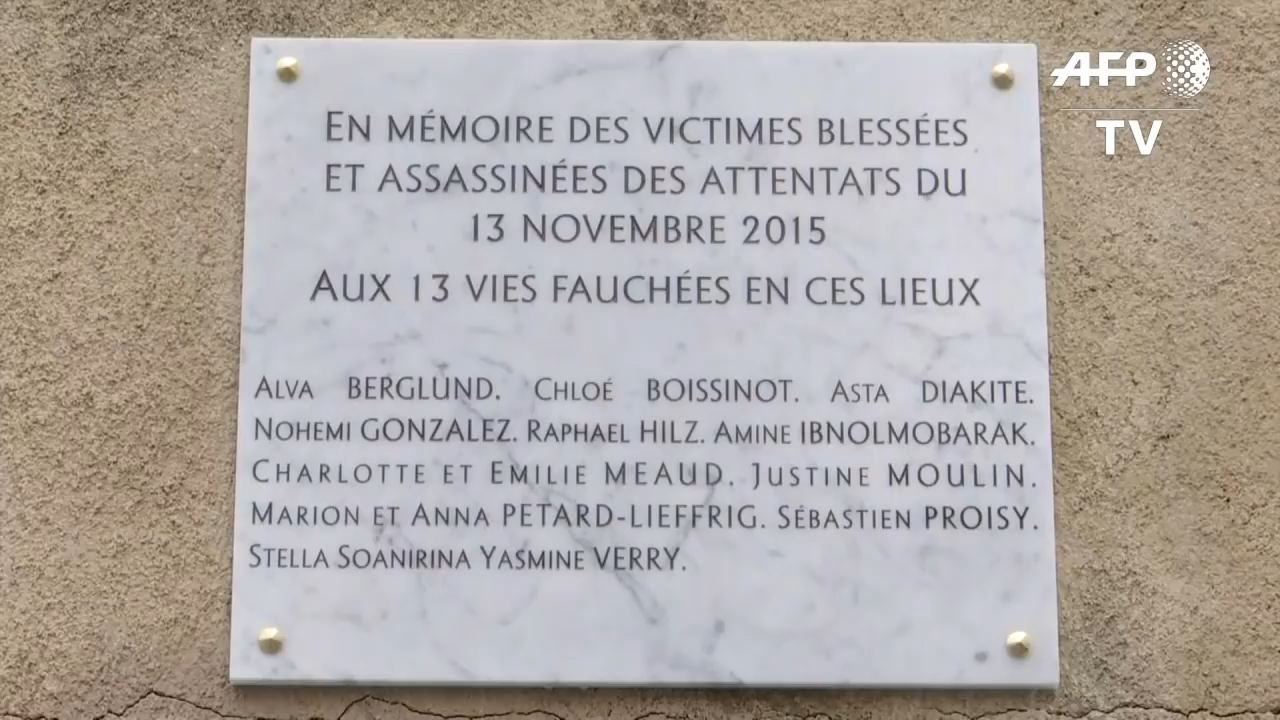 AFP
TV
EN MÉMOIRE DES VICTIMES BLESSÉES
ET ASSASSINÉES DES ATTENTATS DU
13 NOVEMBRE 2015
AUX 13 VIES FAUCHÉES EN CES LIEUX
ALVA BERGLUND. CHLOÉ BOISSINOT. ASTA DIAKITE.
NOHEMI GONZALEZ. RAPHAEL HILZ. AMINE IBNOLMOBARAK.
CHARLOTTE ET EMILIE MEAUD. JUSTINE MOULIN.
MARION ET ANNA PETARD-LIEFFRIG. SÉBASTIEN PROISY.
STELLA SOANIRINA YASMINE VERRY.